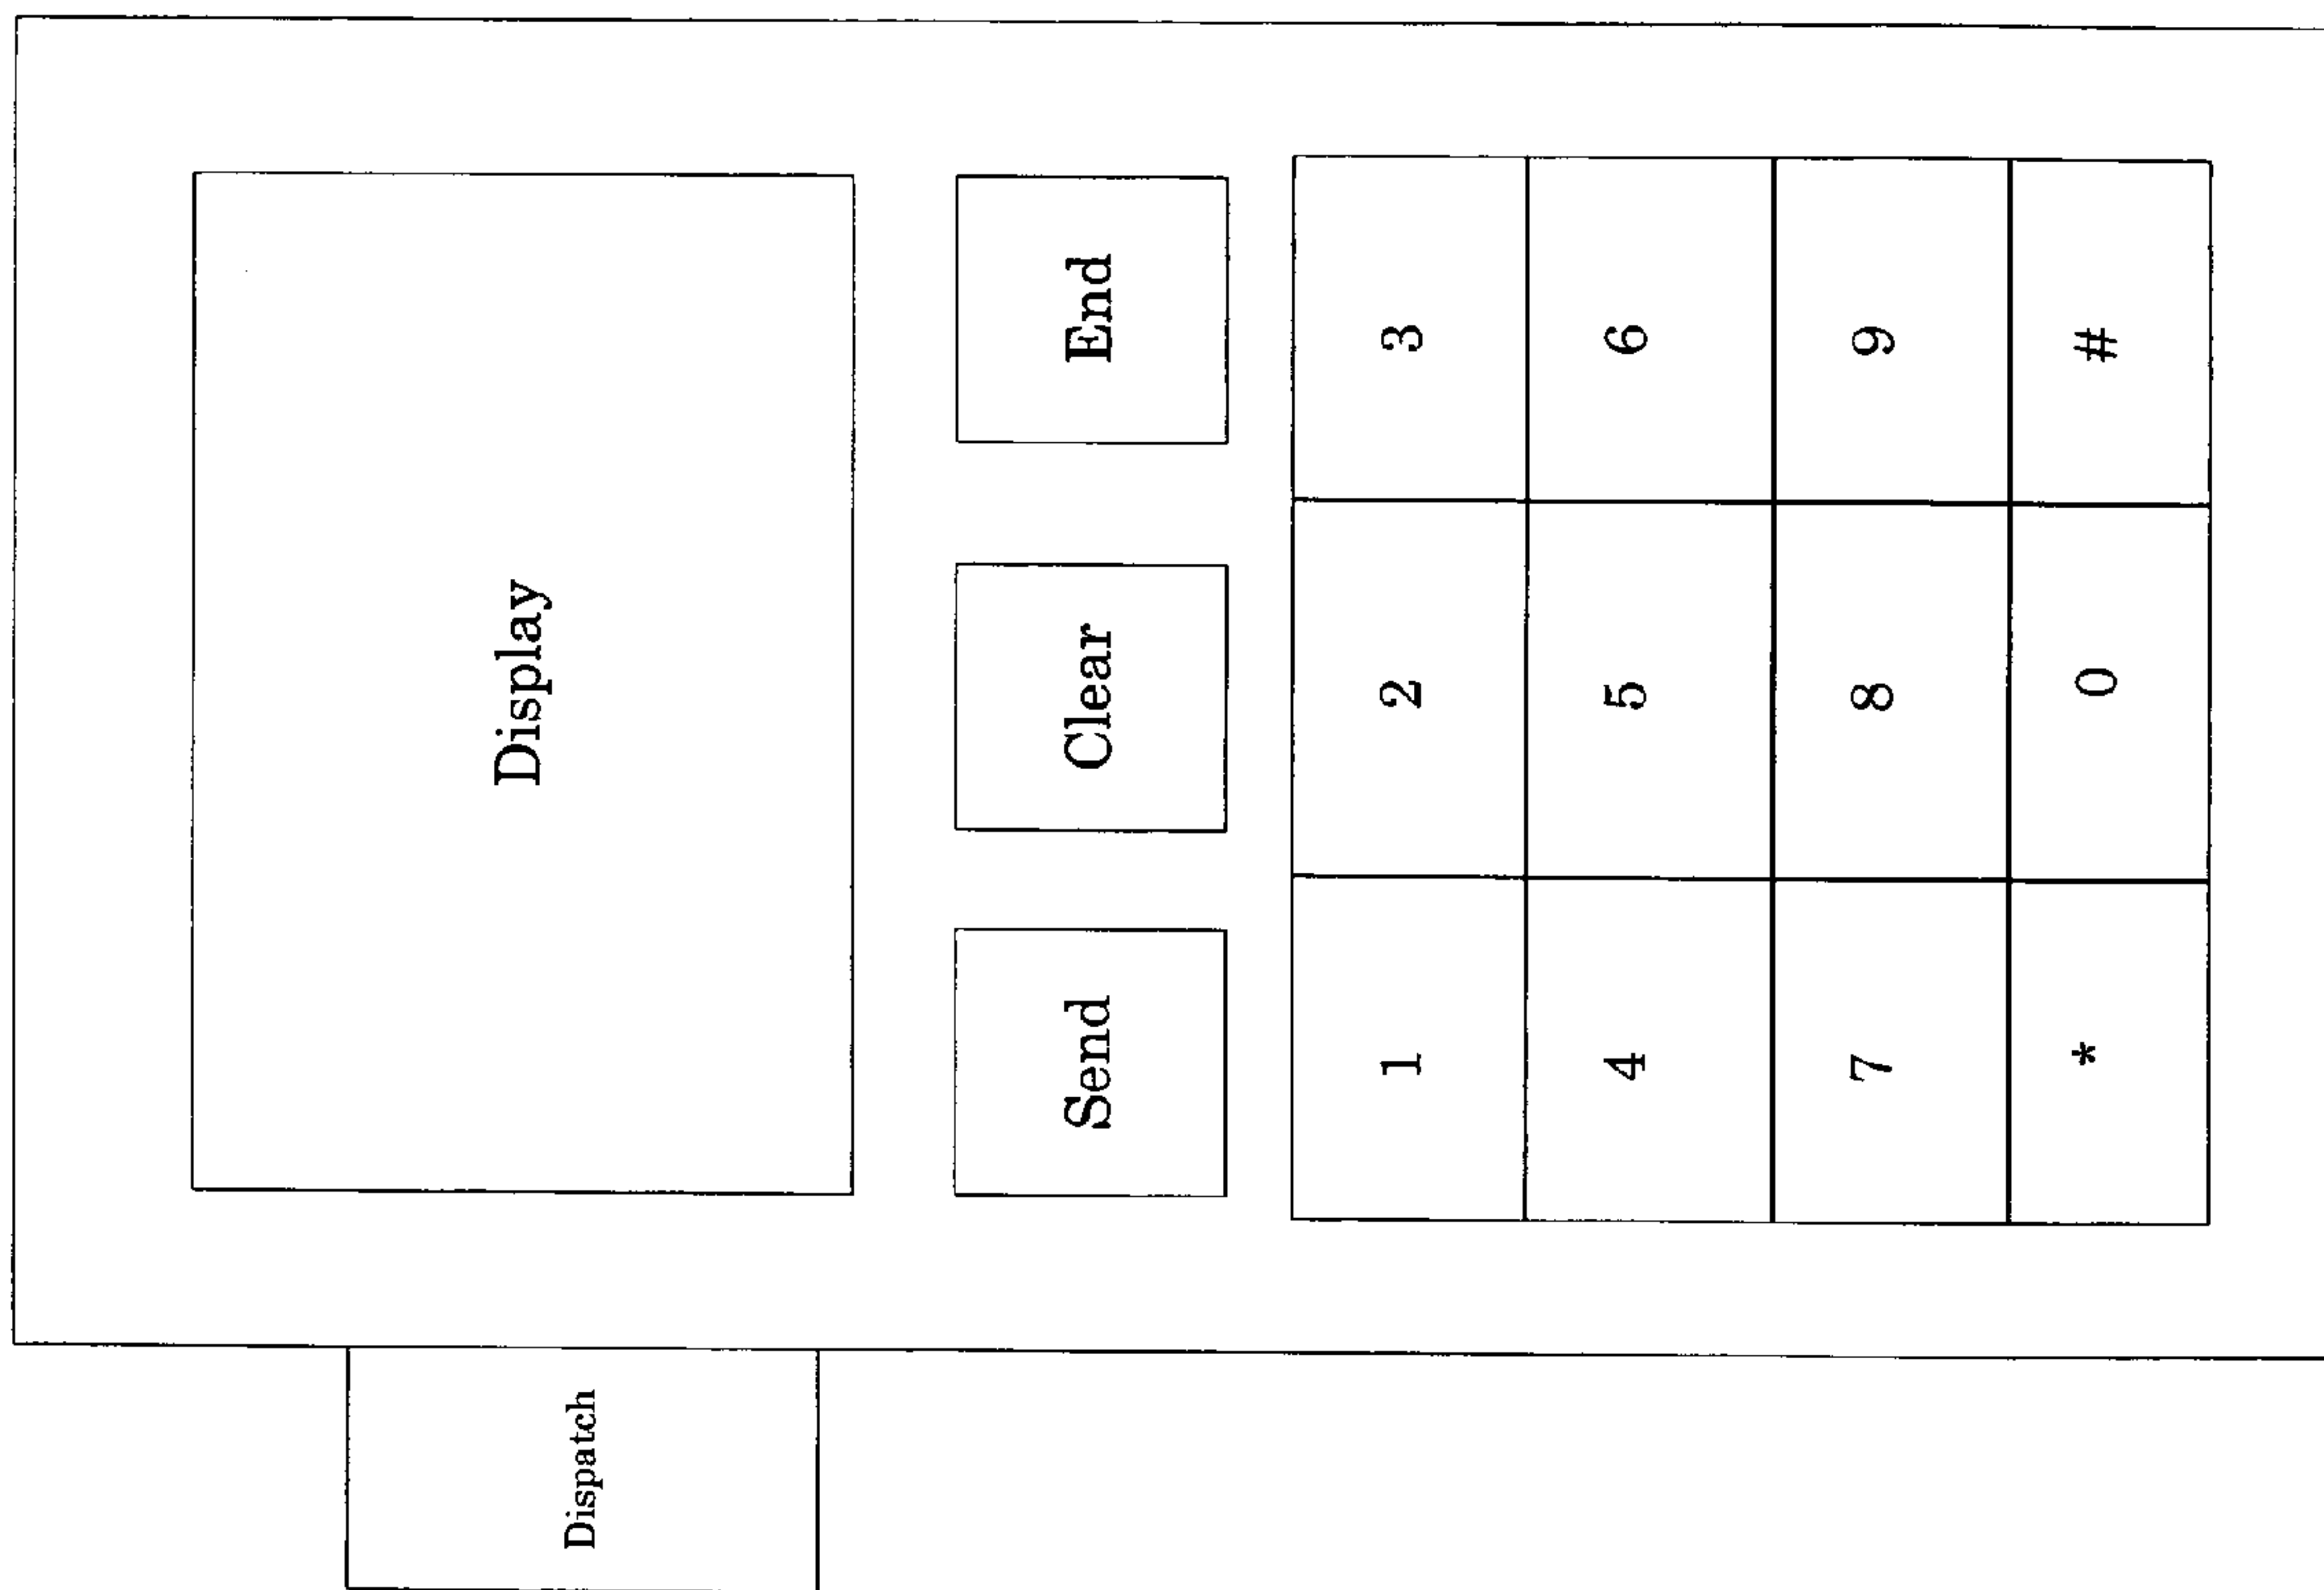 Display
Dispatch
Send Clear End
1 2 3
4 5 6
7 8 9
* 0 #